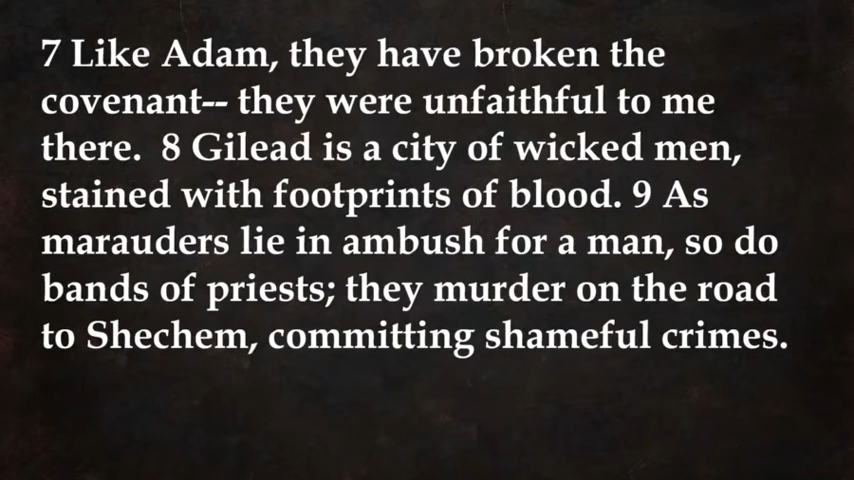 7 Like Adam, they have broken the
covenant-- they were unfaithful to me
there.  8 Gilead is a city of wicked men,
stained with footprints of blood. 9 As
marauders lie in ambush for a man, so do
bands of priests; they murder on the road
to Shechem, committing shameful crimes.